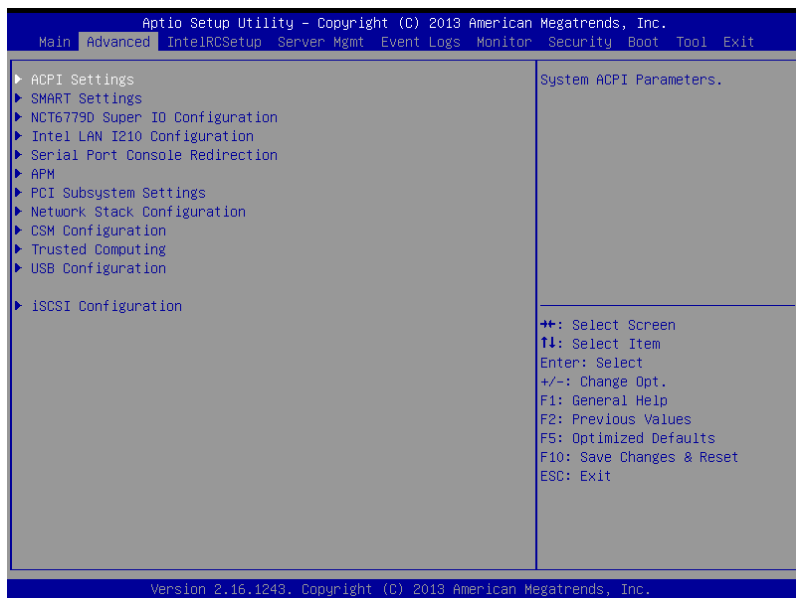 Aptio Setup Utility – Copyright (C) 2013 American Megatrends, Inc.
Main Advanced IntelRCSetup Server Mgmt Event Logs Monitor Security Boot Tool Exit
▶ ACPI Settings
▶ SMART Settings
▶ NCT6779D Super IO Configuration
▶ Intel LAN I210 Configuration
▶ Serial Port Console Redirection
▶ APM
▶ PCI Subsystem Settings
▶ Network Stack Configuration
▶ CSM Configuration
▶ Trusted Computing
▶ USB Configuration
▶ iSCSI Configuration
System ACPI Parameters.
→←: Select Screen
↑↓: Select Item
Enter: Select
+/-: Change Opt.
F1: General Help
F2: Previous Values
F5: Optimized Defaults
F10: Save Changes & Reset
ESC: Exit
Version 2.16.1243. Copyright (C) 2013 American Megatrends, Inc.